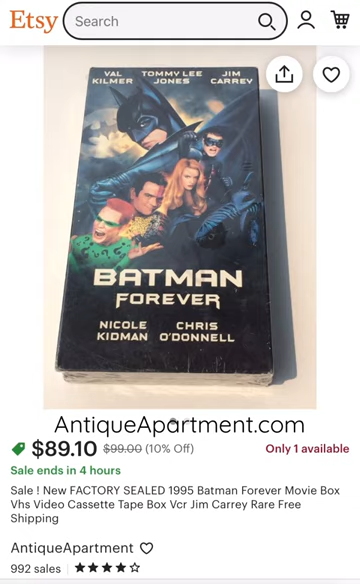 Etsy
Search
VAL KILMER TOMMY LEE JONES JIM CARREY
BATMAN
FOREVER
NICOLE KIDMAN CHRIS O'DONNELL
AntiqueApartment.com
$89.10 $99.00 (10% Off) Only 1 available
Sale ends in 4 hours
Sale ! New FACTORY SEALED 1995 Batman Forever Movie Box
Vhs Video Cassette Tape Box Vcr Jim Carrey Rare Free
Shipping
AntiqueApartment
992 sales